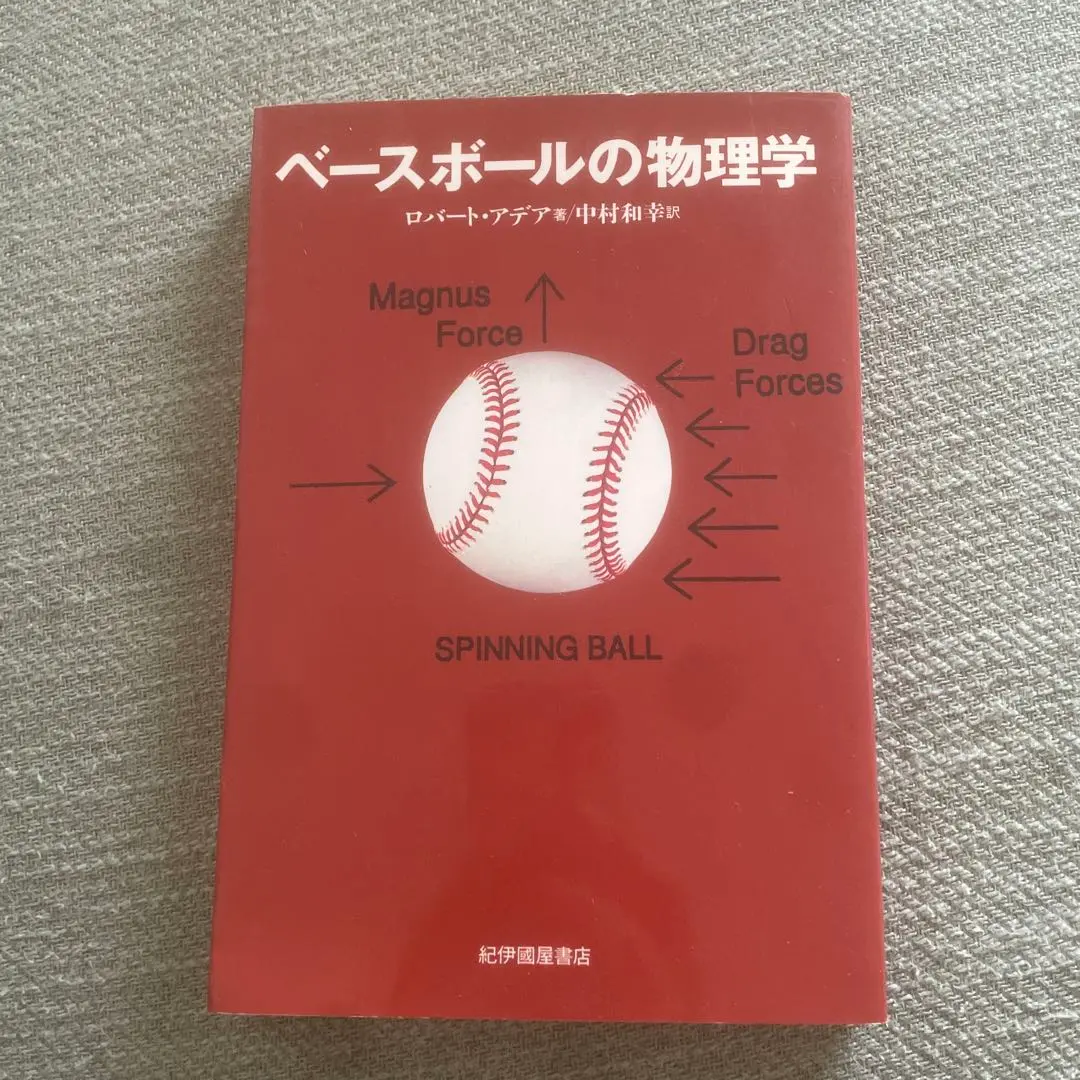 ベースボールの物理学
ロバート・アデア著/中村和幸訳
Magnus
Force
Drag
Forces
SPINNING BALL
紀伊國屋書店